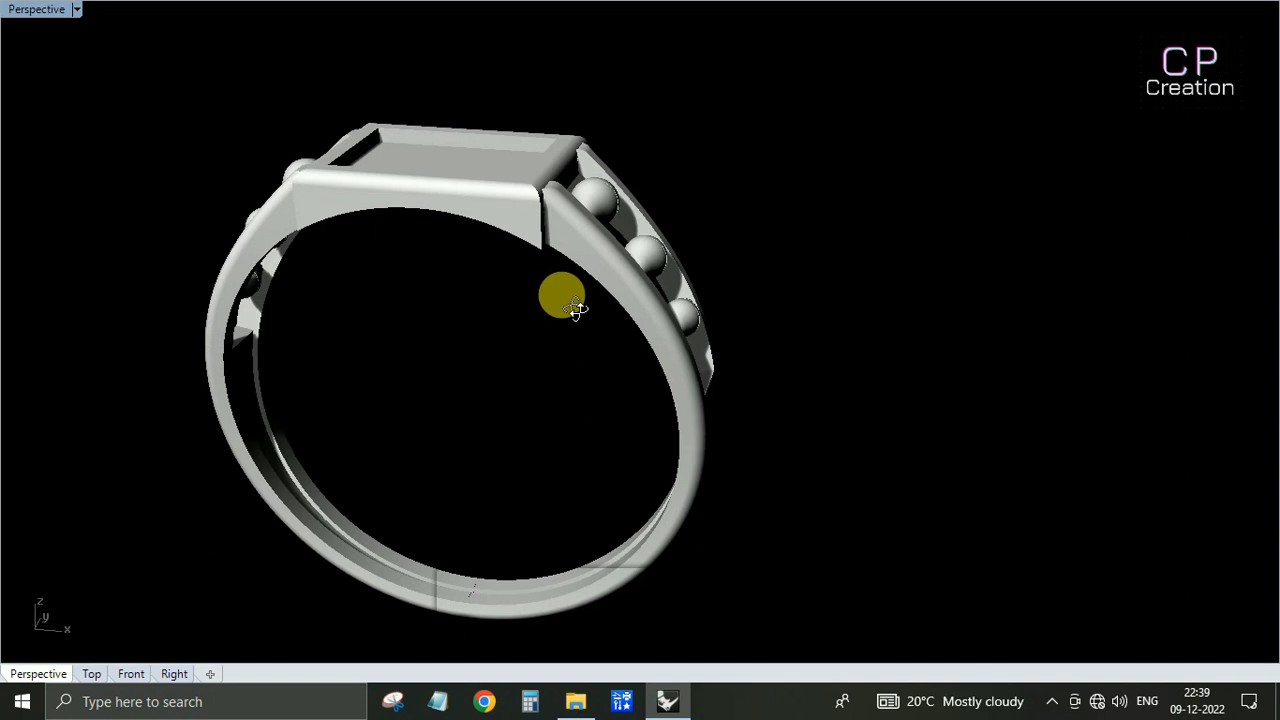 Perspective
CP
Creation
z
y
x
Perspective
Top
Front
Right
Type here to search
20°C Mostly cloudy
ENG
22:39
09-12-2022